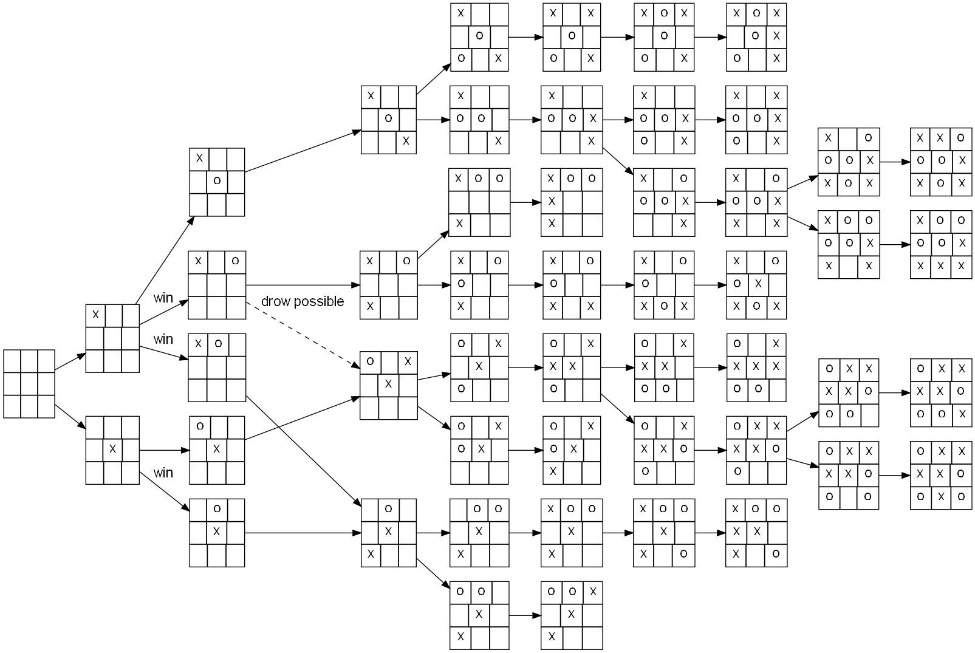 X X X X O X X O X
O O O O X
O X O X O X O X
X X X X X X X
O O O O O X O O X O O X
X X X O X O X
X O X X O
X
O O X O O X
X O O X O O X O X O
O
X O X X O X
X O O X O O X
X O O X O O
X X O X X X
O O X O O X
X O X O X O X O X O X O
X X X X X
O O O O X
win
drow possible
X X X X X O X X O X
X
win
X O O X O X O X O X
O X
X X X X X X X X X
O X X O X X
X
O O O O O O
X X O X X O
O O O O X
O O X O X O X O X X
X X O X O X X X O X X O
O X X O X X
win
O X O O
X X O X X O
O O O X O
O O O O X O O X O O X O O
X X X X X X X
X X X X O O
O O O O X
X X
X X